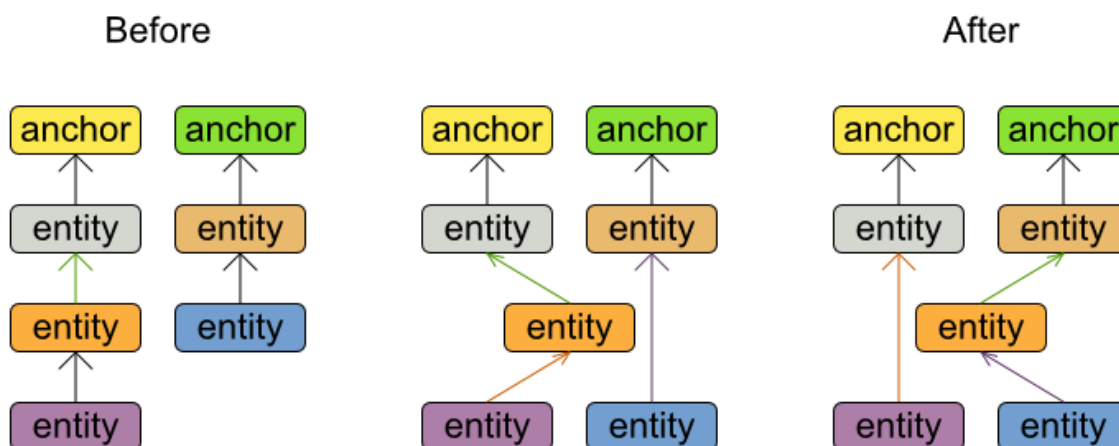 Before After
anchor anchor anchor anchor anchor anchor
entity entity entity entity entity entity
entity entity entity entity
entity entity entity entity entity